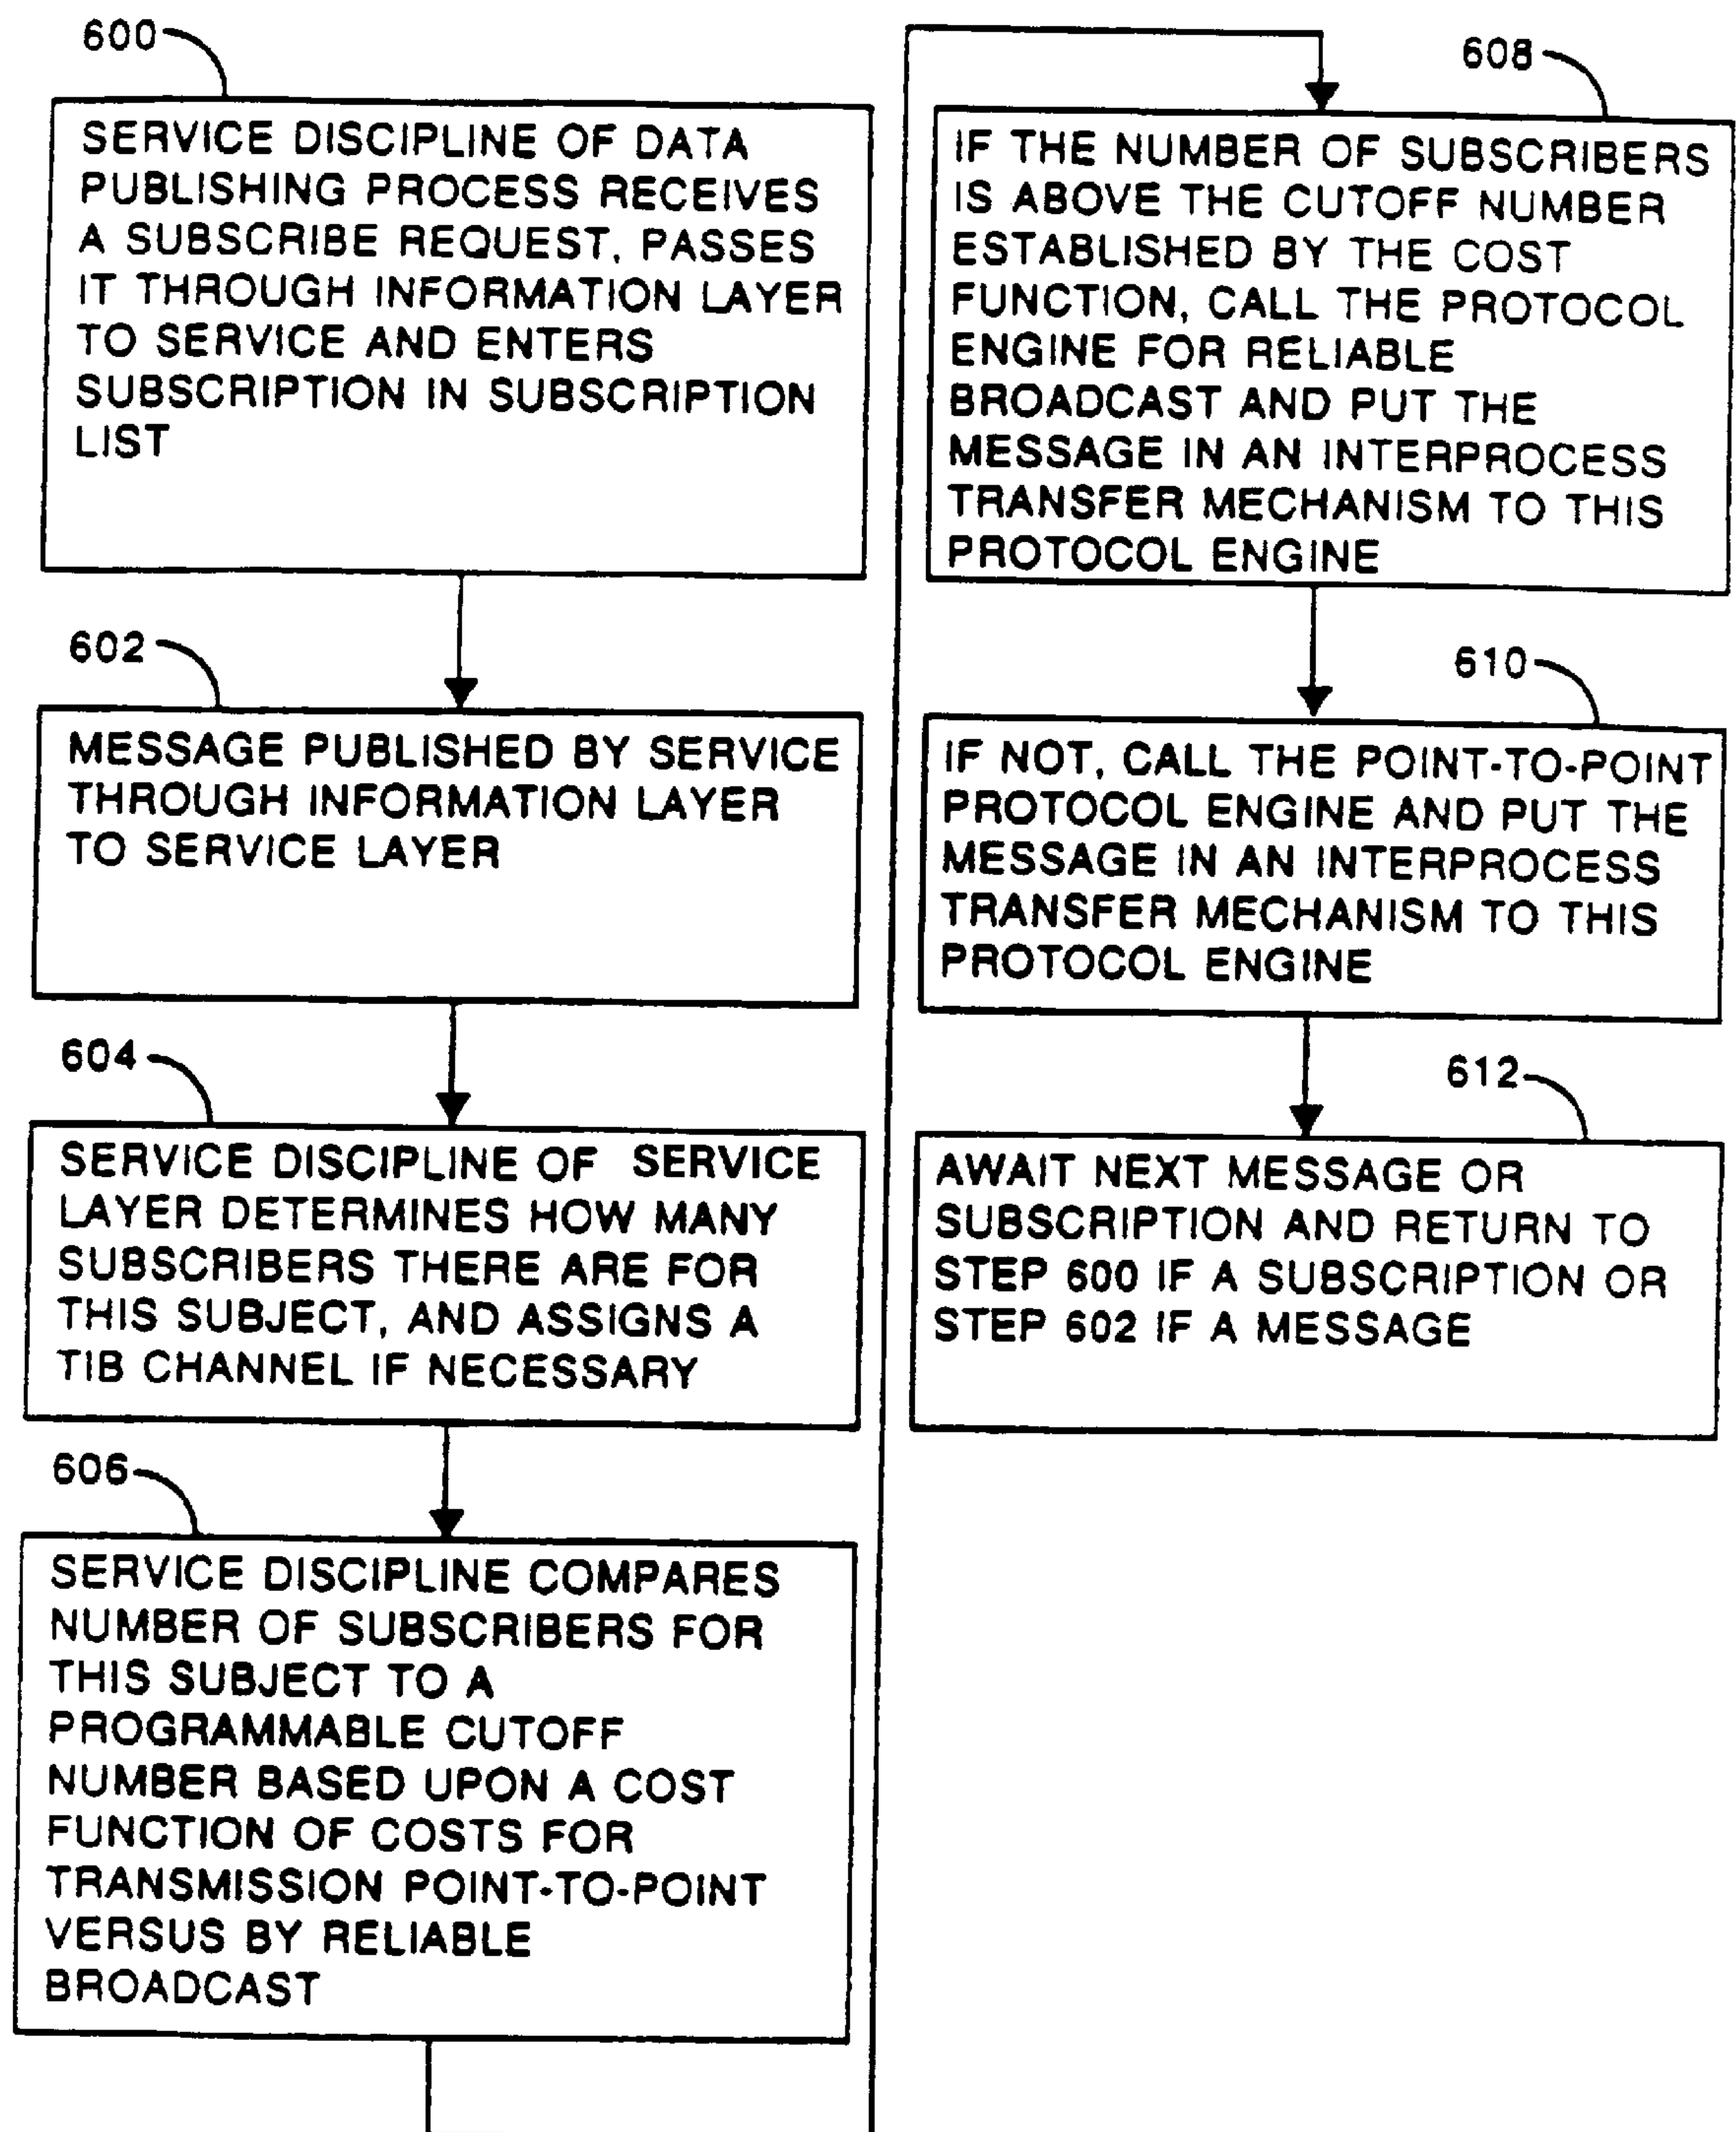 600
SERVICE DISCIPLINE OF DATA
PUBLISHING PROCESS RECEIVES
A SUBSCRIBE REQUEST, PASSES
IT THROUGH INFORMATION LAYER
TO SERVICE AND ENTERS
SUBSCRIPTION IN SUBSCRIPTION
LIST
602
MESSAGE PUBLISHED BY SERVICE
THROUGH INFORMATION LAYER
TO SERVICE LAYER
604
SERVICE DISCIPLINE OF SERVICE
LAYER DETERMINES HOW MANY
SUBSCRIBERS THERE ARE FOR
THIS SUBJECT, AND ASSIGNS A
TIB CHANNEL IF NECESSARY
606
SERVICE DISCIPLINE COMPARES
NUMBER OF SUBSCRIBERS FOR
THIS SUBJECT TO A
PROGRAMMABLE CUTOFF
NUMBER BASED UPON A COST
FUNCTION OF COSTS FOR
TRANSMISSION POINT-TO-POINT
VERSUS BY RELIABLE
BROADCAST
608
IF THE NUMBER OF SUBSCRIBERS
IS ABOVE THE CUTOFF NUMBER
ESTABLISHED BY THE COST
FUNCTION, CALL THE PROTOCOL
ENGINE FOR RELIABLE
BROADCAST AND PUT THE
MESSAGE IN AN INTERPROCESS
TRANSFER MECHANISM TO THIS
PROTOCOL ENGINE
610
IF NOT, CALL THE POINT-TO-POINT
PROTOCOL ENGINE AND PUT THE
MESSAGE IN AN INTERPROCESS
TRANSFER MECHANISM TO THIS
PROTOCOL ENGINE
612
AWAIT NEXT MESSAGE OR
SUBSCRIPTION AND RETURN TO
STEP 600 IF A SUBSCRIPTION OR
STEP 602 IF A MESSAGE